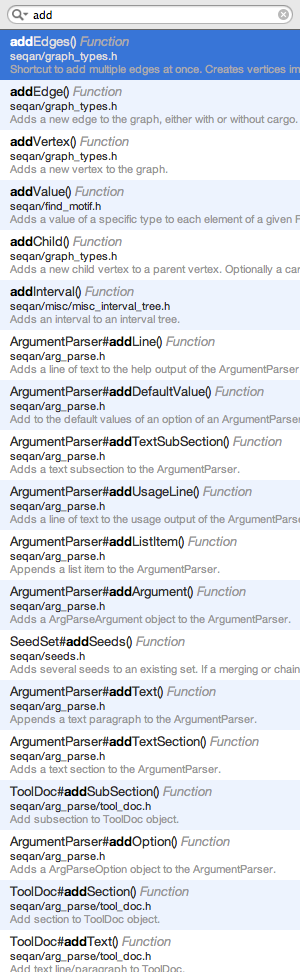 add
addEdges() Function
seqan/graph_types.h
Shortcut to add multiple edges at once. Creates vertices im
addEdge() Function
seqan/graph_types.h
Adds a new edge to the graph, either with or without cargo.
addVertex() Function
seqan/graph_types.h
Adds a new vertex to the graph.
addValue() Function
seqan/find_motif.h
Adds a value of a specific type to each element of a given F
addChild() Function
seqan/graph_types.h
Adds a new child vertex to a parent vertex. Optionally a car
addInterval() Function
seqan/misc/misc_interval_tree.h
Adds an interval to an interval tree.
ArgumentParser#addLine() Function
seqan/arg_parse.h
Adds a line of text to the help output of the ArgumentParser
ArgumentParser#addDefaultValue() Function
seqan/arg_parse.h
Add to the default values of an option of an ArgumentParser
ArgumentParser#addTextSubSection() Function
seqan/arg_parse.h
Adds a text subsection to the ArgumentParser.
ArgumentParser#addUsageLine() Function
seqan/arg_parse.h
Adds a line of text to the usage output of the ArgumentParse
ArgumentParser#addListItem() Function
seqan/arg_parse.h
Appends a list item to the ArgumentParser.
ArgumentParser#addArgument() Function
seqan/arg_parse.h
Adds a ArgParseArgument object to the ArgumentParser.
SeedSet#addSeeds() Function
seqan/seeds.h
Adds several seeds to an existing set. If a merging or chain
ArgumentParser#addText() Function
seqan/arg_parse.h
Appends a text paragraph to the ArgumentParser.
ArgumentParser#addTextSection() Function
seqan/arg_parse.h
Adds a text section to the ArgumentParser.
ToolDoc#addSubSection() Function
seqan/arg_parse/tool_doc.h
Add subsection to ToolDoc object.
ArgumentParser#addOption() Function
seqan/arg_parse.h
Adds a ArgParseOption object to the ArgumentParser.
ToolDoc#addSection() Function
seqan/arg_parse/tool_doc.h
Add section to ToolDoc object.
ToolDoc#addText() Function
seqan/arg_parse/tool_doc.h
Add text line/paragraph to ToolDoc.